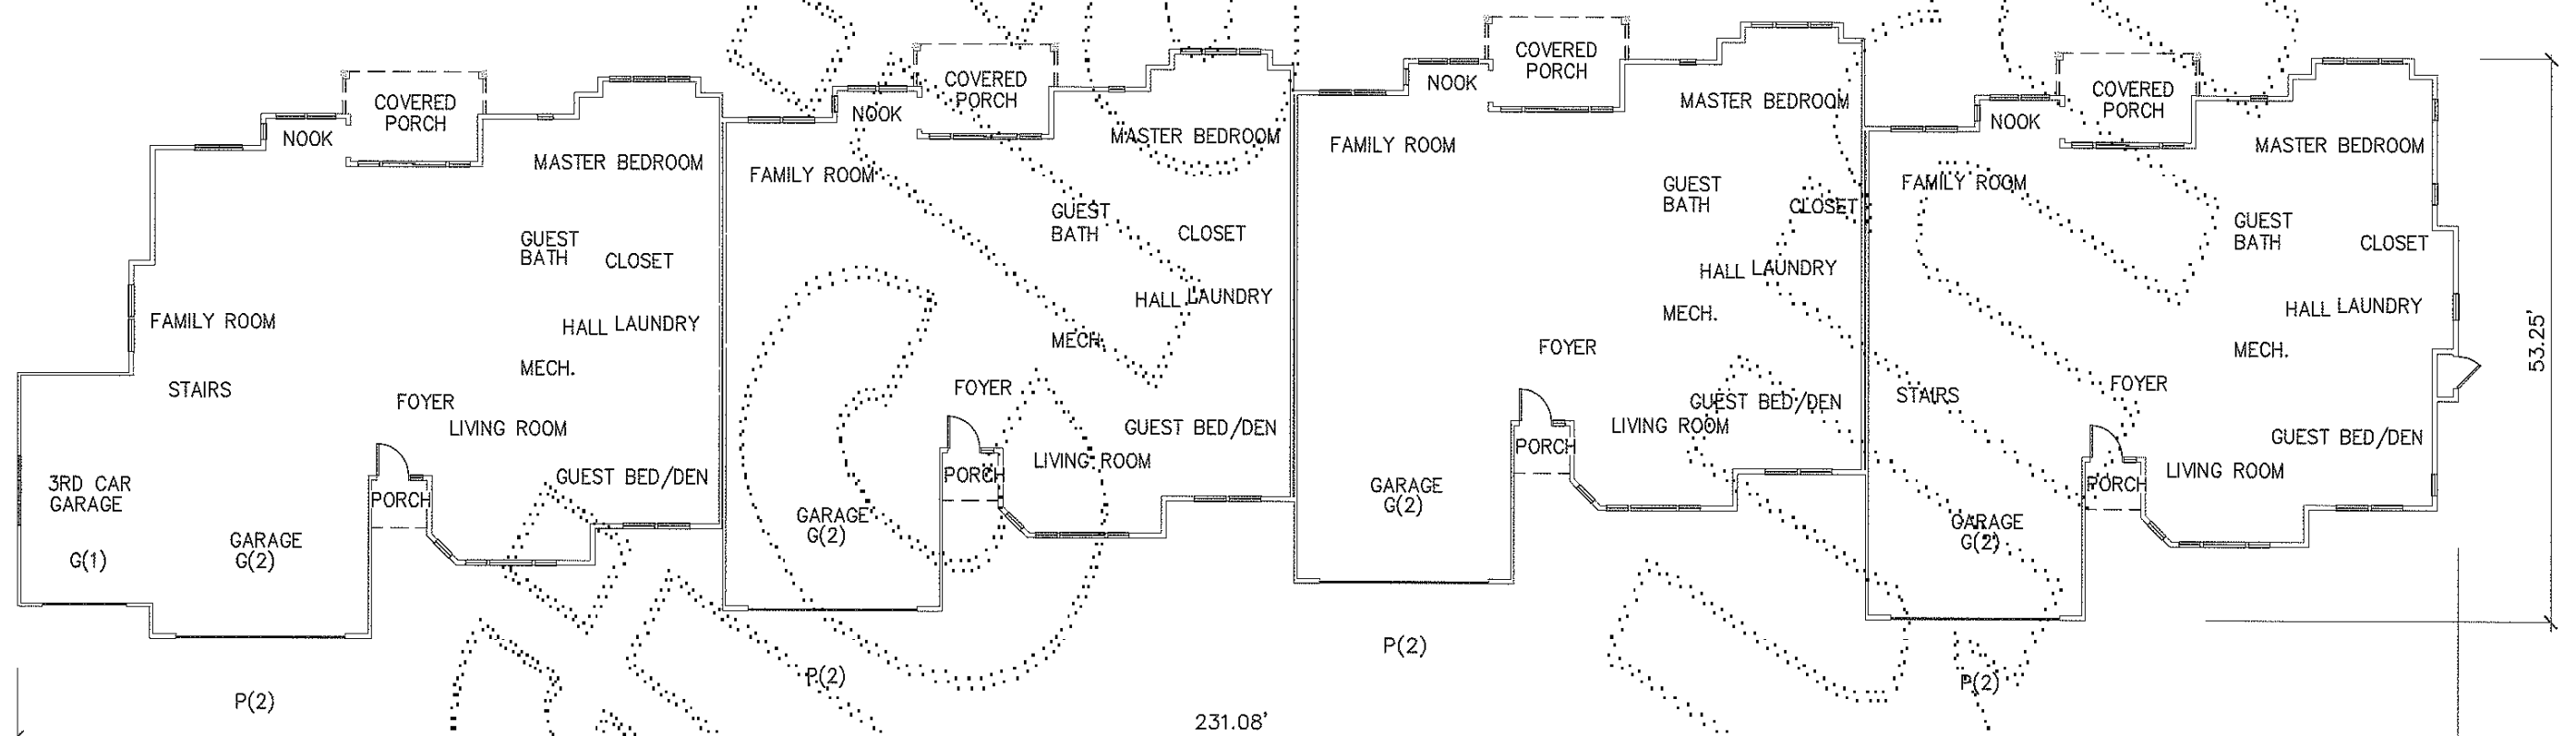 COVERED
PORCH
NOOK
MASTER BEDROOM
GUEST
BATH
CLOSET
FAMILY ROOM
HALL LAUNDRY
MECH.
STAIRS
FOYER
LIVING ROOM
GUEST BED/DEN
3RD CAR
GARAGE
G(1)
PORCH
GARAGE
G(2)
P(2)
COVERED
PORCH
NOOK
MASTER BEDROOM
FAMILY ROOM
GUEST
BATH
CLOSET
HALL LAUNDRY
MECH.
FOYER
GUEST BED/DEN
LIVING ROOM
PORCH
GARAGE
G(2)
P(2)
COVERED
PORCH
NOOK
MASTER BEDROOM
FAMILY ROOM
GUEST
BATH
CLOSET
HALL LAUNDRY
MECH.
FOYER
GUEST BED/DEN
LIVING ROOM
PORCH
GARAGE
G(2)
P(2)
COVERED
PORCH
NOOK
MASTER BEDROOM
FAMILY ROOM
GUEST
BATH
CLOSET
HALL LAUNDRY
MECH.
FOYER
STAIRS
GUEST BED/DEN
LIVING ROOM
PORCH
GARAGE
G(2)
P(2)
53.25'
231.08'